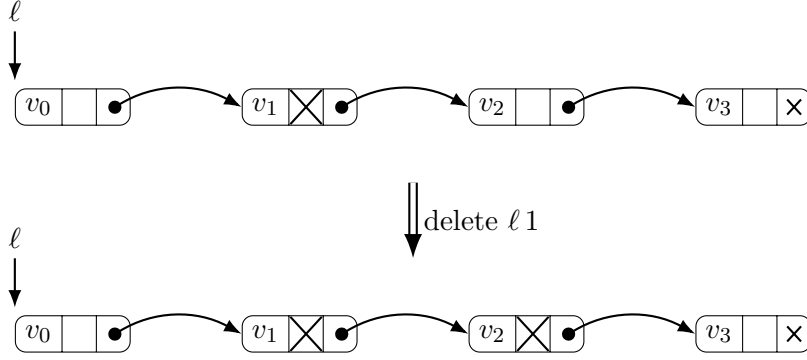 ℓ
v₀ v₁ v₂ v₃
delete ℓ 1
ℓ
v₀ v₁ v₂ v₃